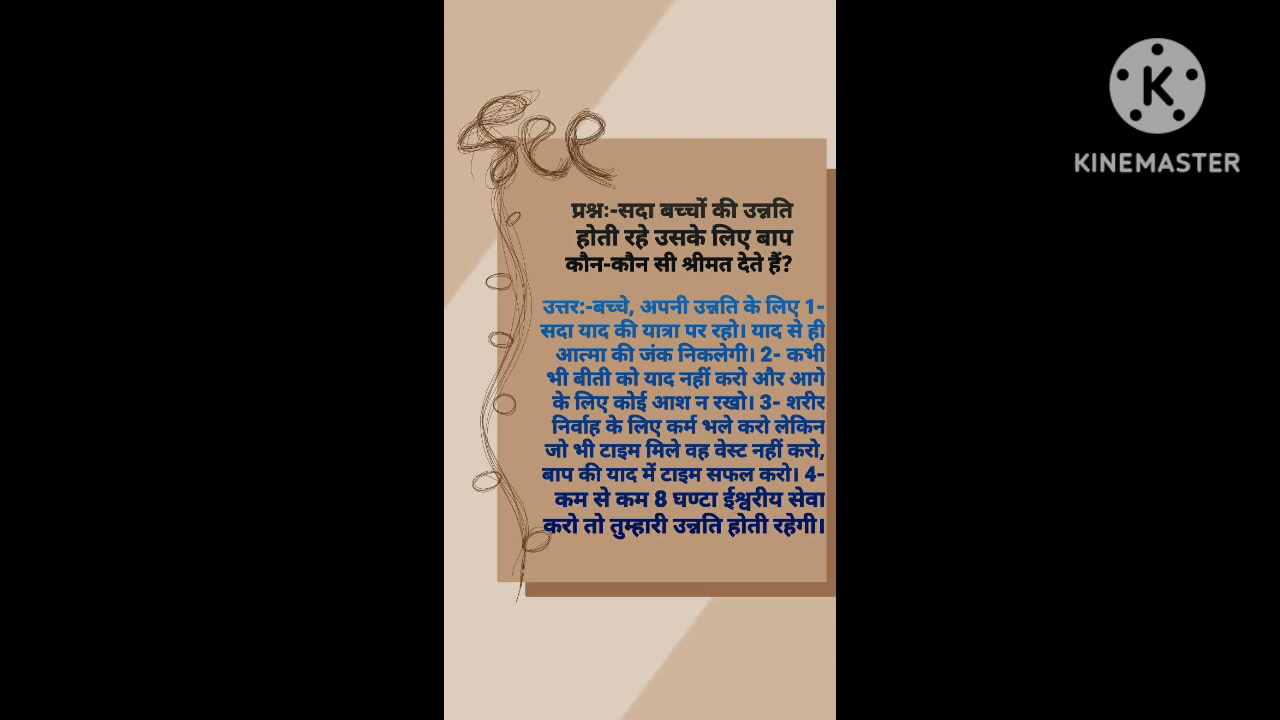 See
प्रश्नः-सदा बच्चों की उन्नति
होती रहे उसके लिए बाप
कौन-कौन सी श्रीमत देते हैं?
उत्तर:-बच्चे, अपनी उन्नति के लिए 1-
सदा याद की यात्रा पर रहो। याद से ही
आत्मा की जंक निकलेगी। 2- कभी
भी बीती को याद नहीं करो और आगे
के लिए कोई आश न रखो। 3- शरीर
निर्वाह के लिए कर्म भले करो लेकिन
जो भी टाइम मिले वह वेस्ट नहीं करो,
बाप की याद में टाइम सफल करो। 4-
कम से कम 8 घण्टा ईश्वरीय सेवा
करो तो तुम्हारी उन्नति होती रहेगी।
K
KINEMASTER